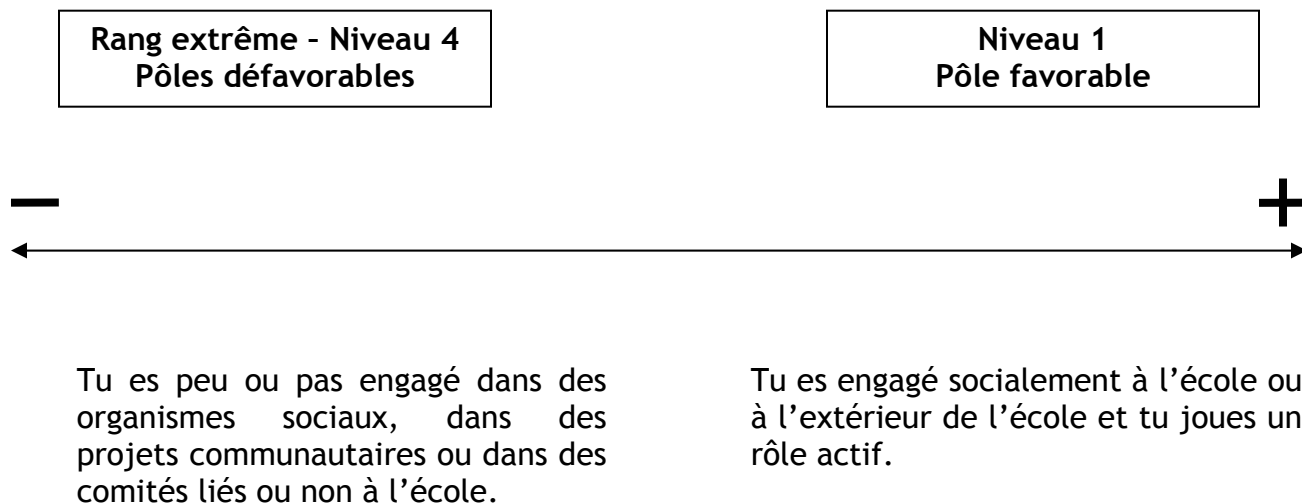 Rang extrême – Niveau 4
Pôles défavorables
Niveau 1
Pôle favorable
– +
Tu es peu ou pas engagé dans des
organismes sociaux, dans des
projets communautaires ou dans des
comités liés ou non à l’école.
Tu es engagé socialement à l’école ou
à l’extérieur de l’école et tu joues un
rôle actif.